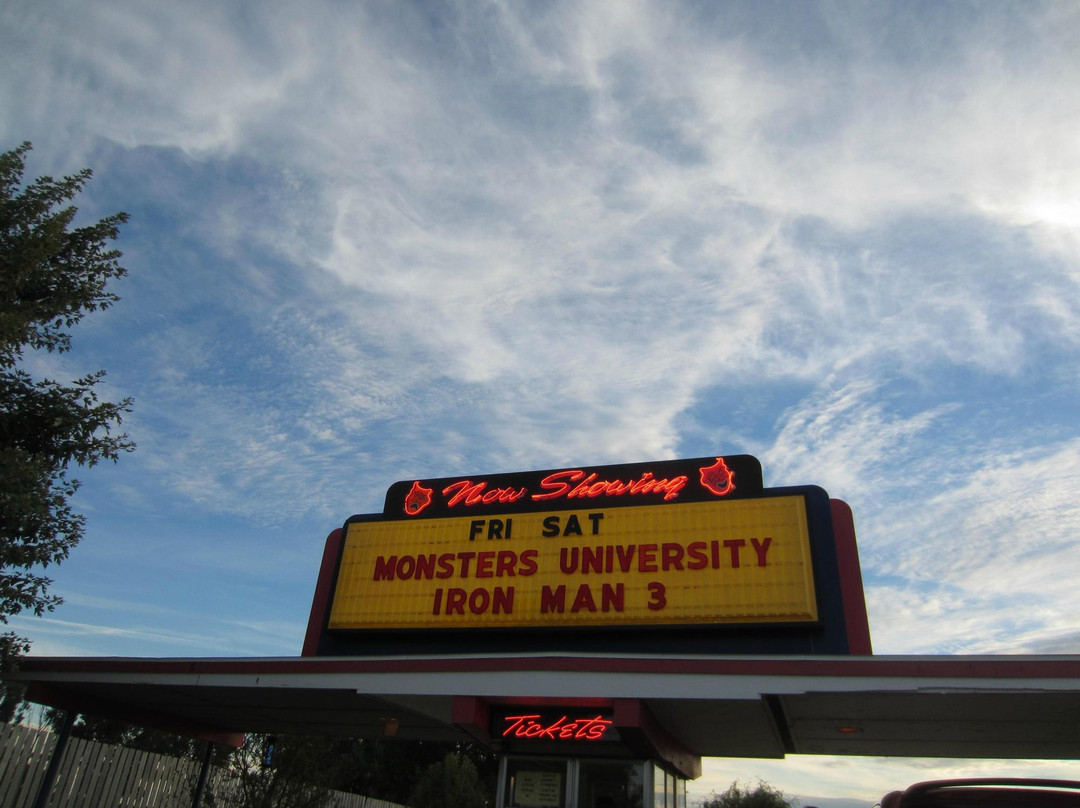 Now Showing
FRI SAT
MONSTERS UNIVERSITY
IRON MAN 3
Tickets